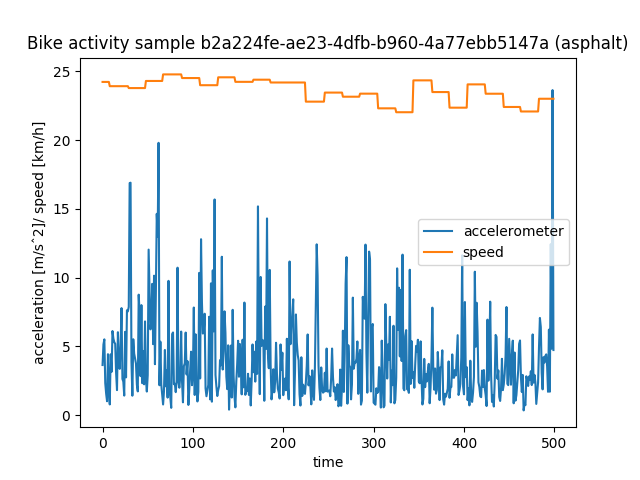 Bike activity sample b2a224fe-ae23-4dfb-b960-4a77ebb5147a (asphalt)
acceleration [m/s^2]/ speed [km/h]
25
20
15
10
5
0
accelerometer
speed
0 100 200 300 400 500
time